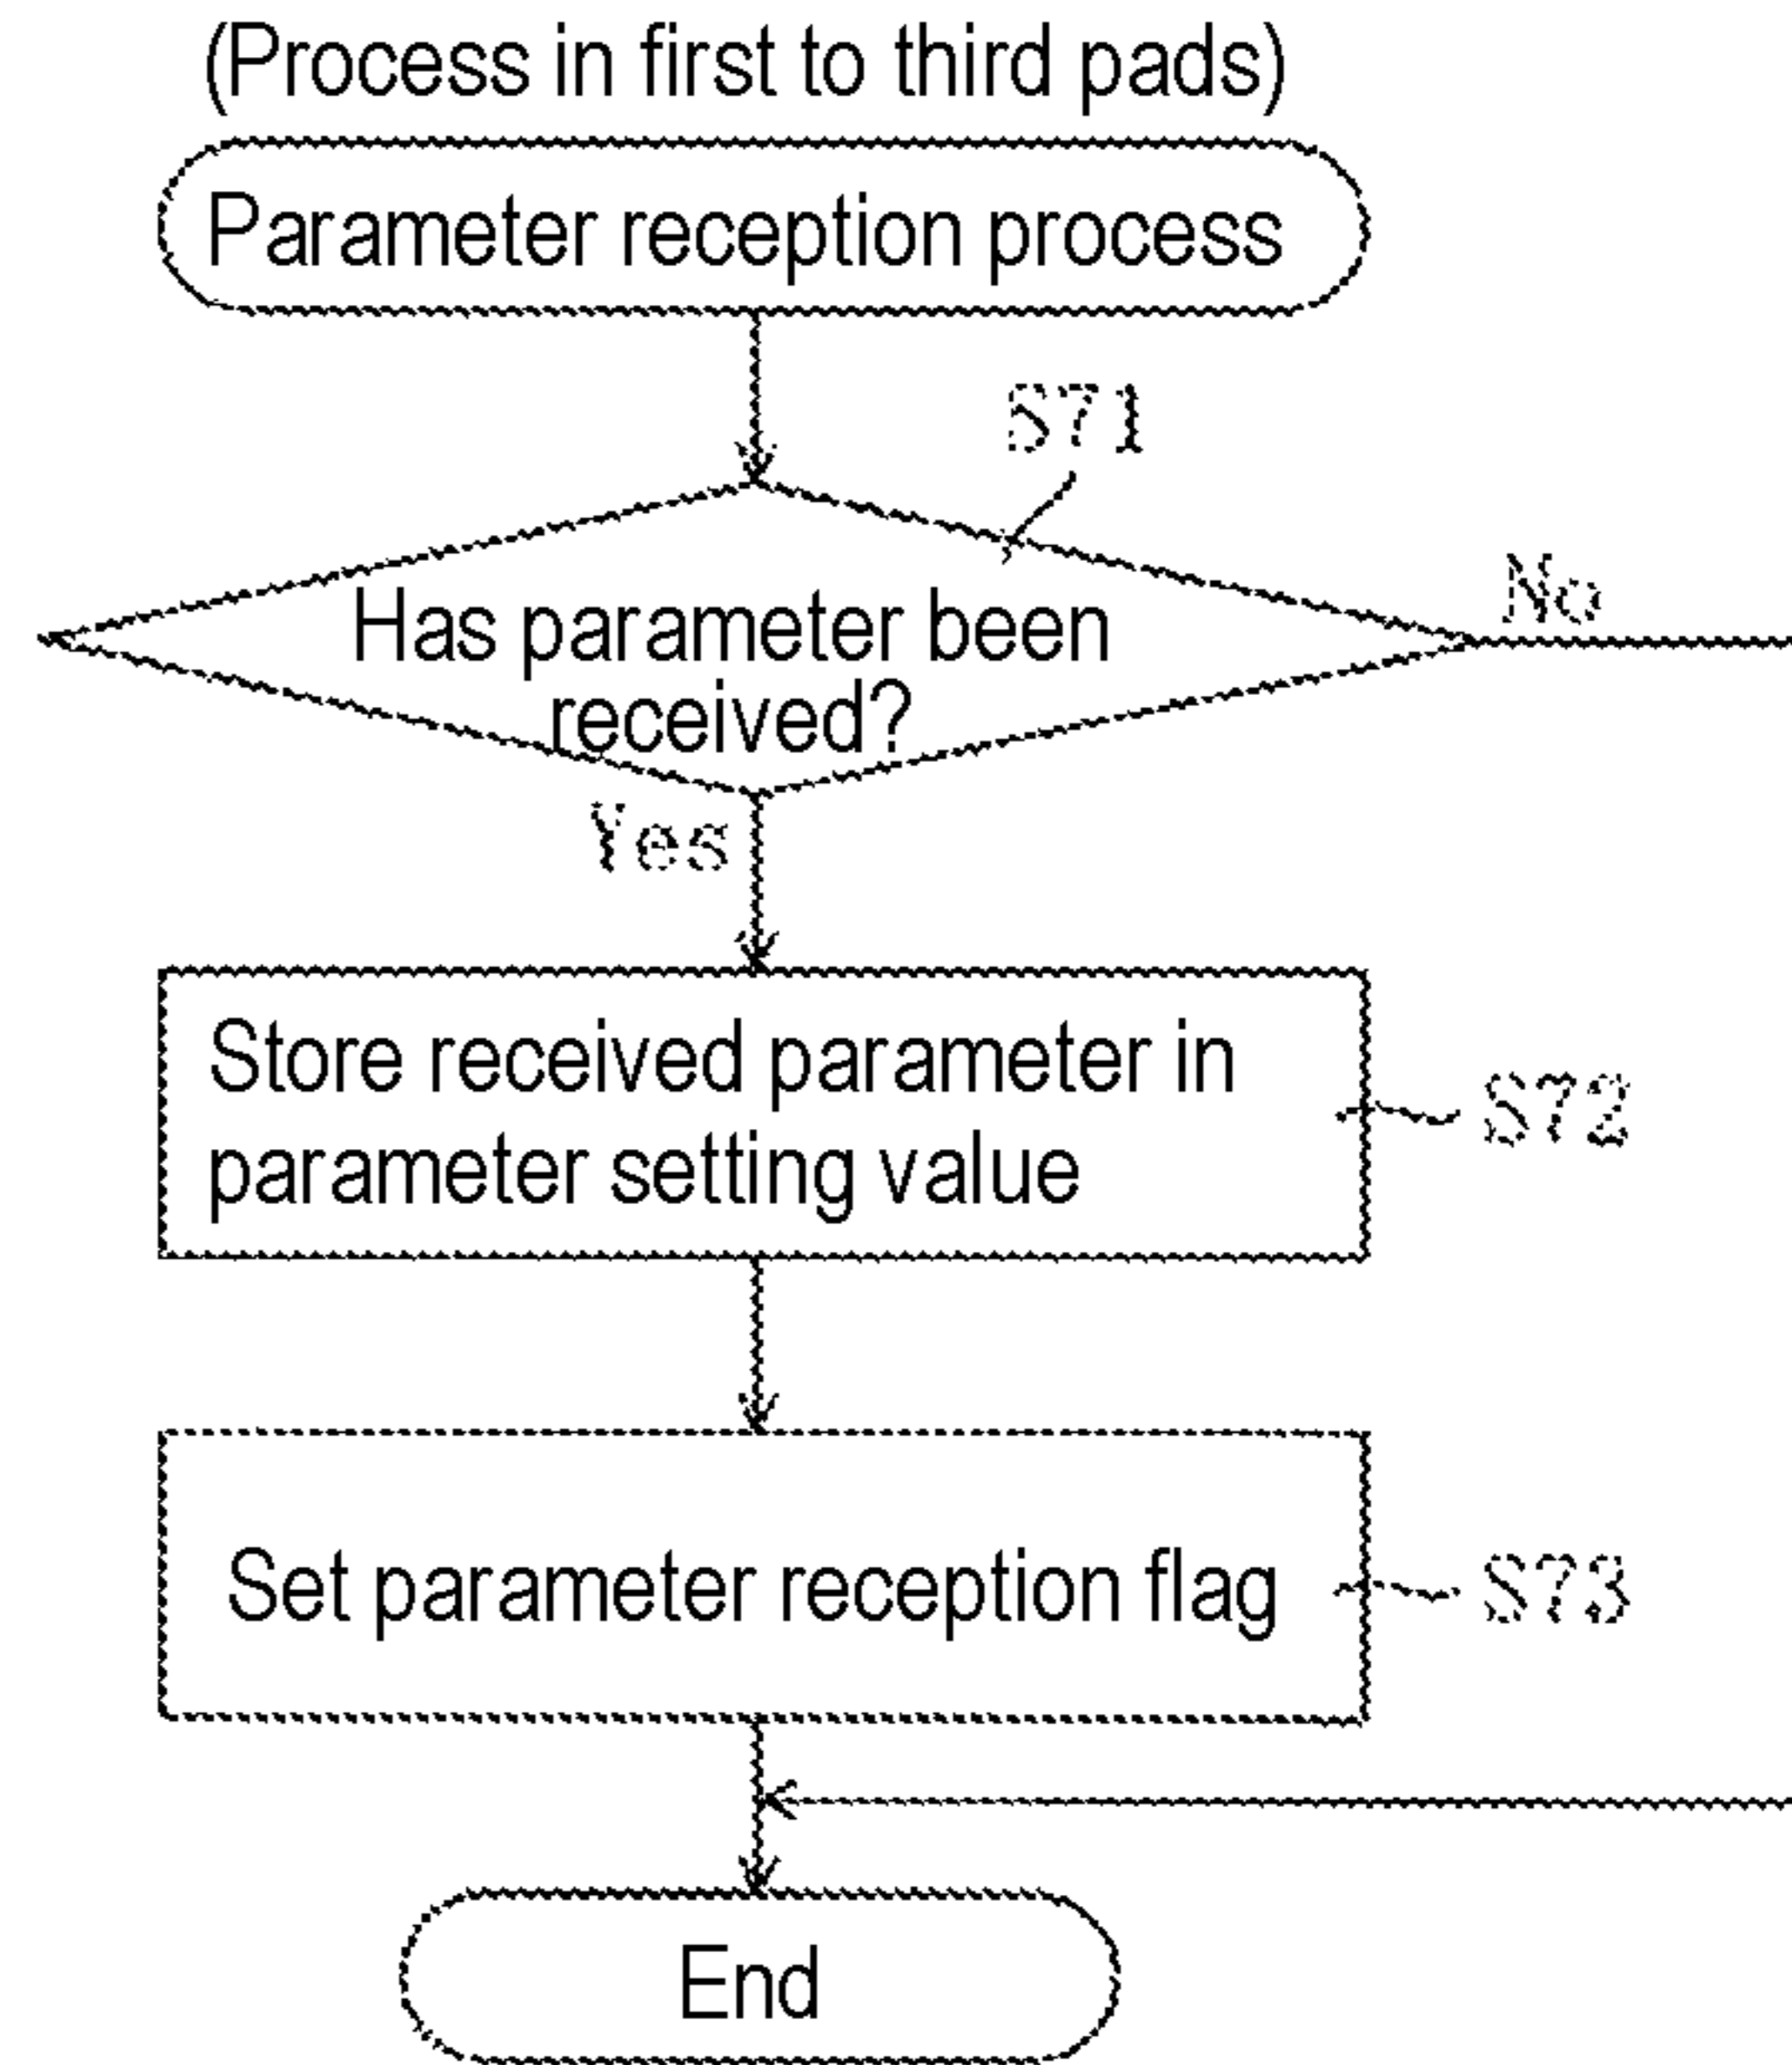 (Process in first to third pads)
Parameter reception process
S71
Has parameter been
received?
No
Yes
Store received parameter in
parameter setting value
S72
Set parameter reception flag
S73
End